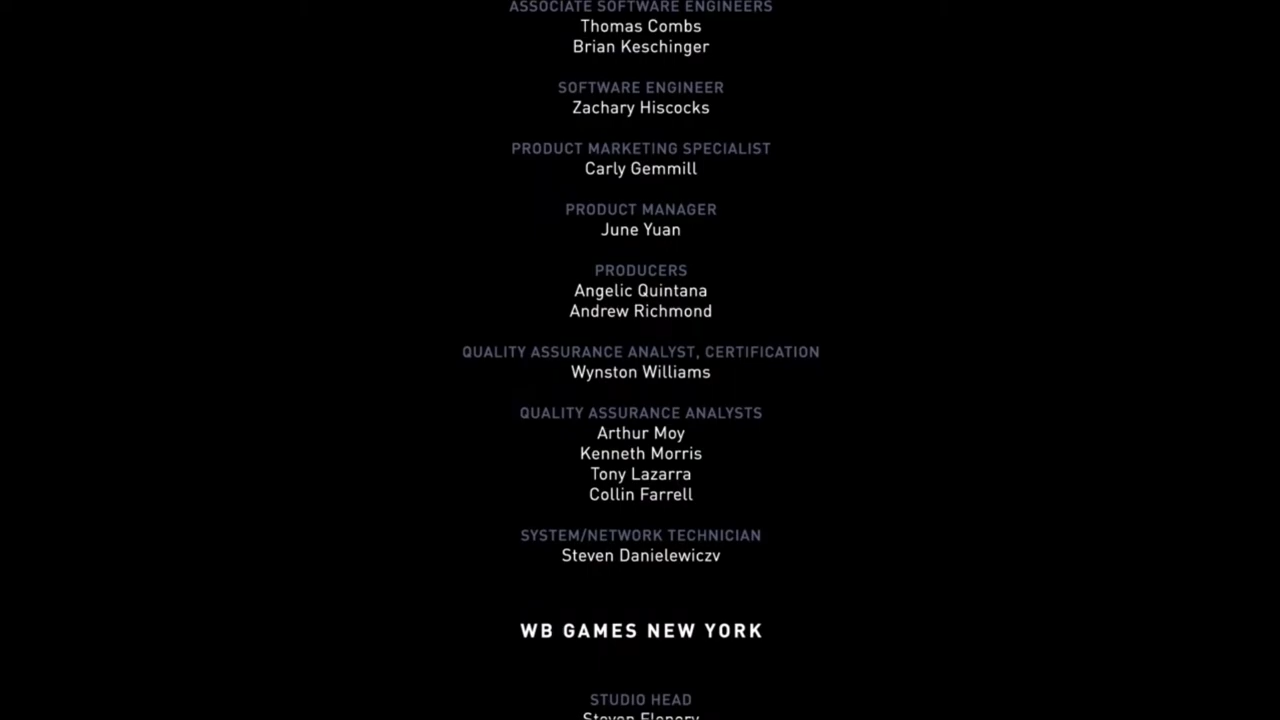 ASSOCIATE SOFTWARE ENGINEERS
Thomas Combs
Brian Keschinger
SOFTWARE ENGINEER
Zachary Hiscocks
PRODUCT MARKETING SPECIALIST
Carly Gemmill
PRODUCT MANAGER
June Yuan
PRODUCERS
Angelic Quintana
Andrew Richmond
QUALITY ASSURANCE ANALYST, CERTIFICATION
Wynston Williams
QUALITY ASSURANCE ANALYSTS
Arthur Moy
Kenneth Morris
Tony Lazarra
Collin Farrell
SYSTEM/NETWORK TECHNICIAN
Steven Danielewiczv
WB GAMES NEW YORK
STUDIO HEAD
Steven